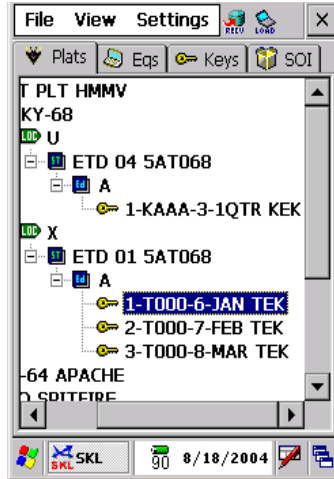 File View Settings RECV LOAD X
Plats Eqs Keys SOI
T PLT HMMV
KY-68
LOC U
ST ETD 04 5AT068
Ed A
1-KAAA-3-1QTR KEK
LOC X
ST ETD 01 5AT068
Ed A
1-T000-6-JAN TEK
2-T000-7-FEB TEK
3-T000-8-MAR TEK
-64 APACHE
SPITFIRE
SKL SKL 90 8/18/2004